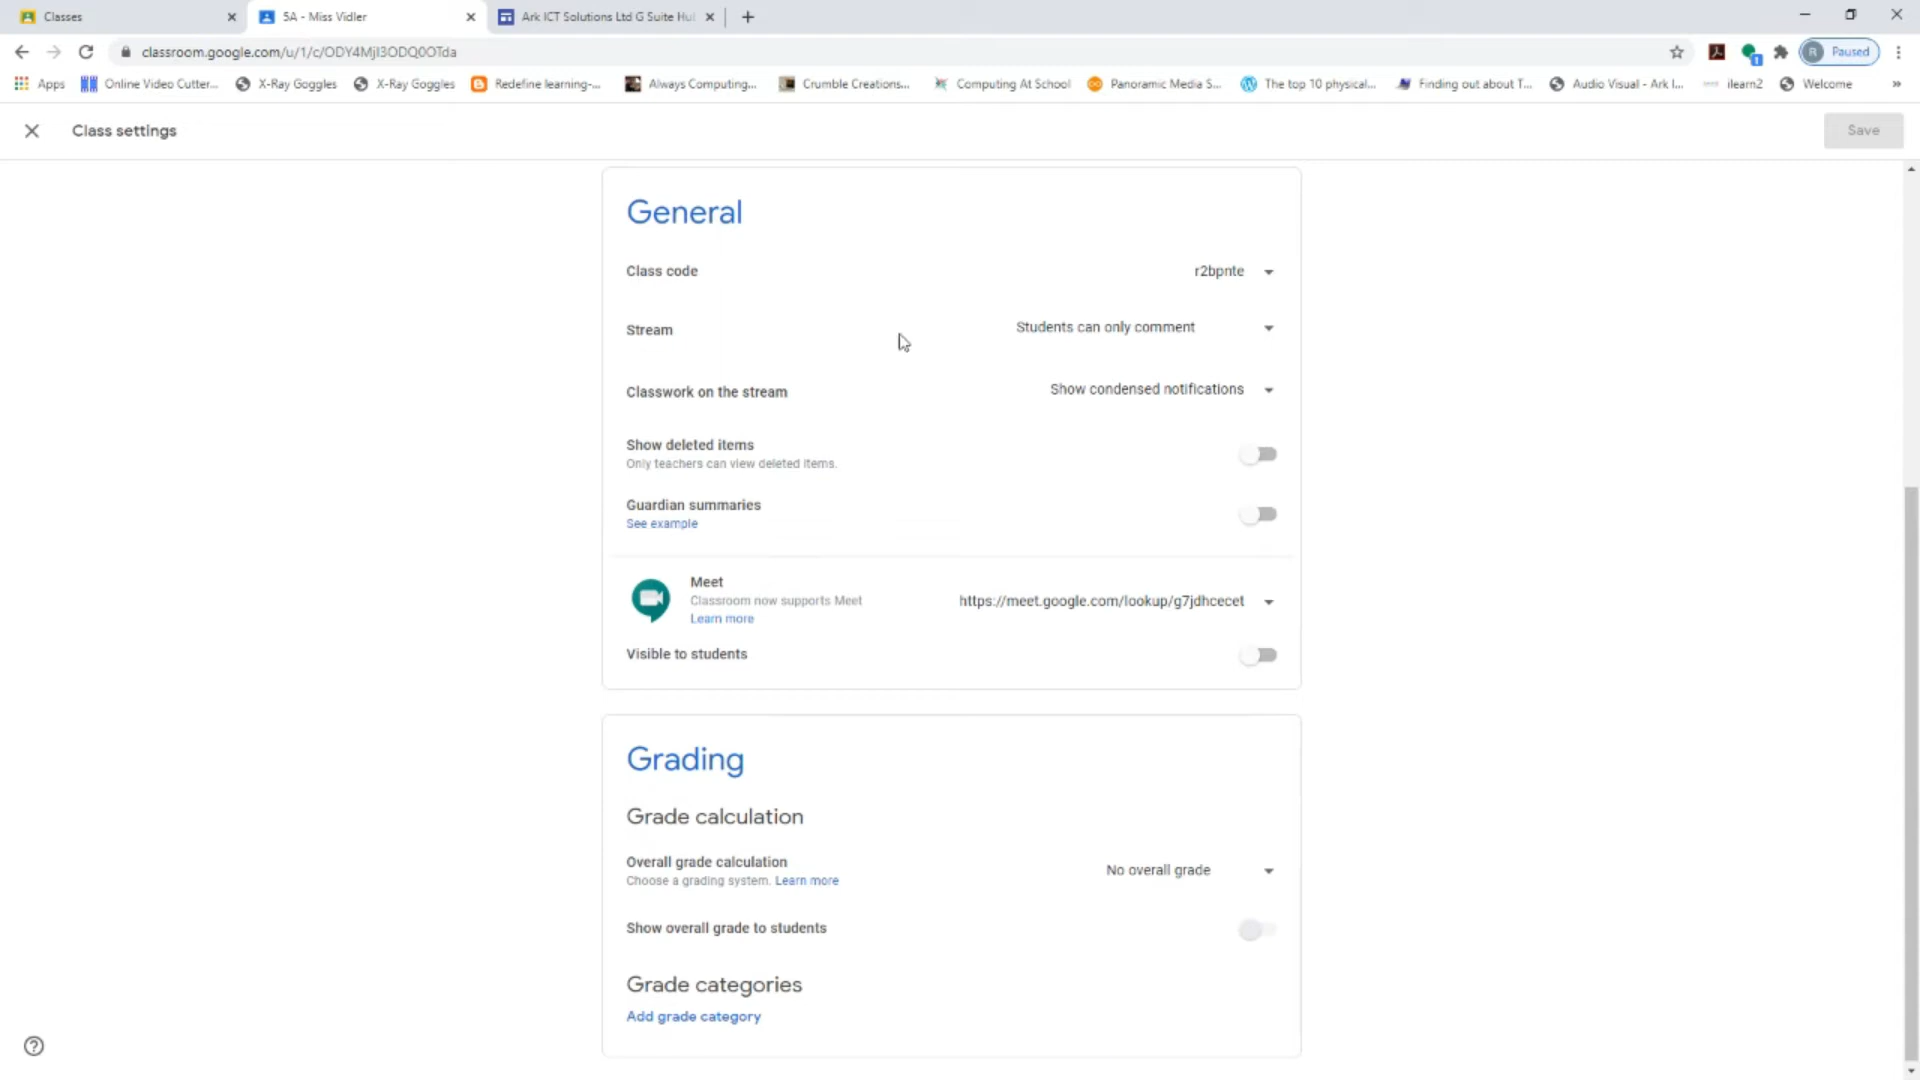 Classes
5A - Miss Vidler
Ark ICT Solutions Ltd G Suite Hu
classroom.google.com/u/1/c/ODY4MjI3ODQ0OTda
R Paused
Apps
Online Video Cutter...
X-Ray Goggles
X-Ray Goggles
Redefine learning-...
Always Computing...
Crumble Creations...
Computing At School
Panoramic Media S...
The top 10 physical...
Finding out about T...
Audio Visual - Ark I...
ilearn2
Welcome
»
Class settings
Save
General
Class code
r2bpnte
Stream
Students can only comment
Classwork on the stream
Show condensed notifications
Show deleted items
Only teachers can view deleted items.
Guardian summaries
See example
Meet
Classroom now supports Meet
https://meet.google.com/lookup/g7jdhcecet
Learn more
Visible to students
Grading
Grade calculation
Overall grade calculation
Choose a grading system. Learn more
No overall grade
Show overall grade to students
Grade categories
Add grade category